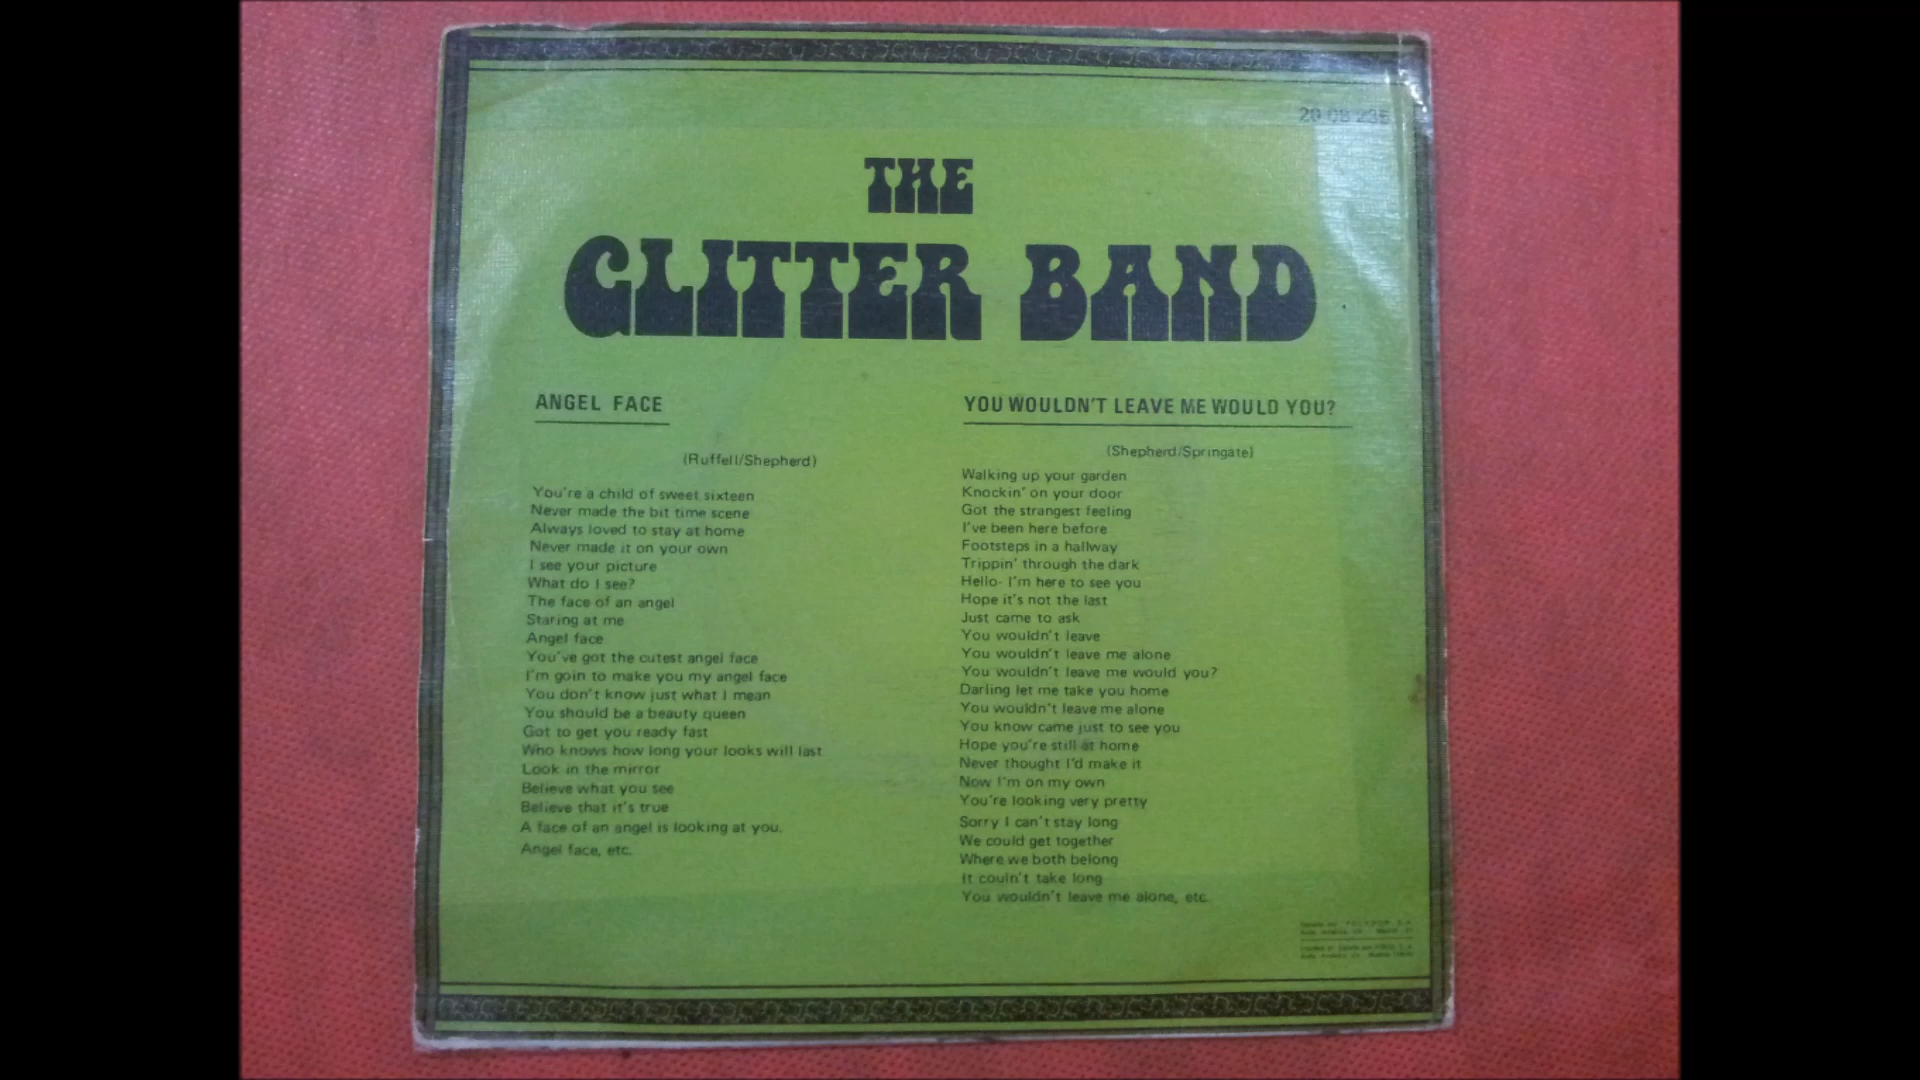 20 08 235
THE
GLITTER BAND
ANGEL FACE
(Ruffell/Shepherd)
You're a child of sweet sixteen
Never made the bit time scene
Always loved to stay at home
Never made it on your own
I see your picture
What do I see?
The face of an angel
Staring at me
Angel face
You've got the cutest angel face
I'm goin to make you my angel face
You don't know just what I mean
You should be a beauty queen
Got to get you ready fast
Who knows how long your looks will last
Look in the mirror
Believe what you see
Believe that it's true
A face of an angel is looking at you.
Angel face, etc.
YOU WOULDN'T LEAVE ME WOULD YOU?
(Shepherd/Springate)
Walking up your garden
Knockin' on your door
Got the strangest feeling
I've been here before
Footsteps in a hallway
Trippin' through the dark
Hello- I'm here to see you
Hope it's not the last
Just came to ask
You wouldn't leave
You wouldn't leave me alone
You wouldn't leave me would you?
Darling let me take you home
You wouldn't leave me alone
You know came just to see you
Hope you're still at home
Never thought I'd make it
Now I'm on my own
You're looking very pretty
Sorry I can't stay long
We could get together
Where we both belong
It couln't take long
You wouldn't leave me alone, etc.